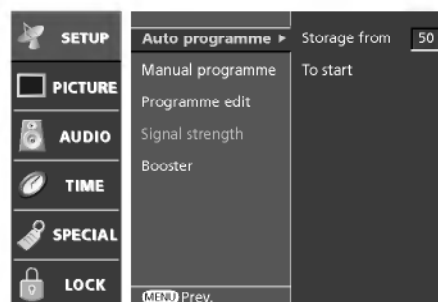 SETUP
PICTURE
AUDIO
TIME
SPECIAL
LOCK
Auto programme ►
Manual programme
Programme edit
Signal strength
Booster
MENU Prev.
Storage from 50
To start